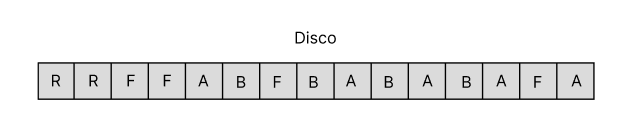 Disco
R R F F A B F B A B A B A F A